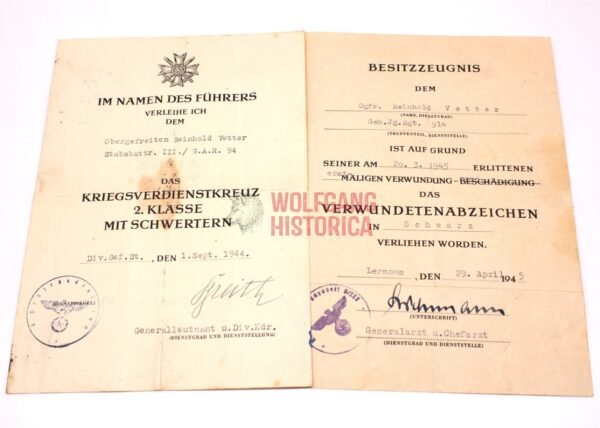 IM NAMEN DES FÜHRERS
VERLEIHE ICH
DEM
Obergefreiten Reinhold Vetter
Stabsbattr. III./ G.A.R. 94
DAS
KRIEGSVERDIENSTKREUZ
2. KLASSE
MIT SCHWERTERN
Div.Gef.St., DEN 1.Sept. 1944.
(DIENSTSIEGEL)
Generalleutnant u.Div.Kdr.
(DIENSTGRAD UND DIENSTSTELLUNG)
BESITZZEUGNIS
DEM
Ogfr. Reinhold Vetter
(NAME, DIENSTGRAD)
Geb.Jg.Rgt. 914
(TRUPPENTEIL, DIENSTSTELLE)
IST AUF GRUND
SEINER AM 20. 3. 1945 ERLITTENEN
erst
MALIGEN VERWUNDUNG - BESCHÄDIGUNG
DAS
VERWUNDETENABZEICHEN
IN Schwarz
VERLIEHEN WORDEN.
Lermoos, DEN 29. April 1945
(UNTERSCHRIFT)
Generalarzt u.Chefarzt
(DIENSTGRAD UND DIENSTSTELLE)
WOLFGANG
HISTORICA